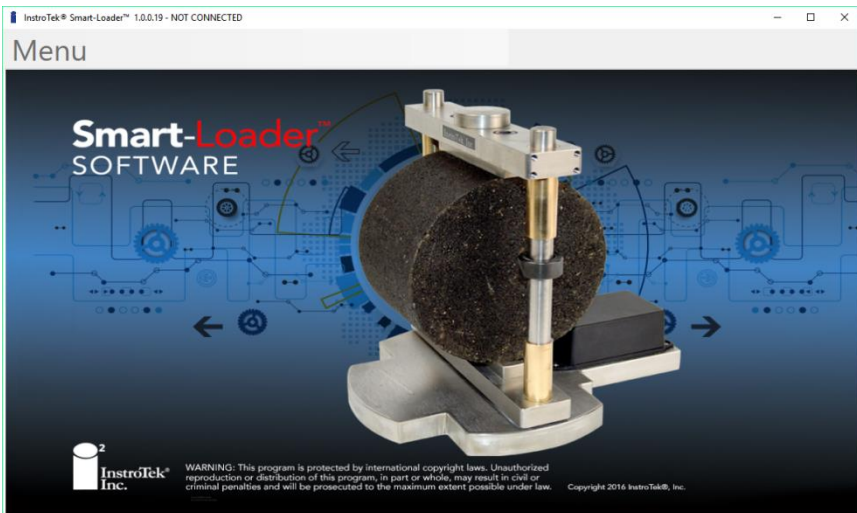 InstroTek® Smart-Loader™ 1.0.0.19 - NOT CONNECTED
Menu
Smart-Loader™
SOFTWARE
InstroTek, Inc.
i²
InstroTek®
Inc.
WARNING: This program is protected by international copyright laws. Unauthorized
reproduction or distribution of this program, in part or whole, may result in civil or
criminal penalties and will be prosecuted to the maximum extent possible under law.
Copyright 2016 InstroTek®, Inc.